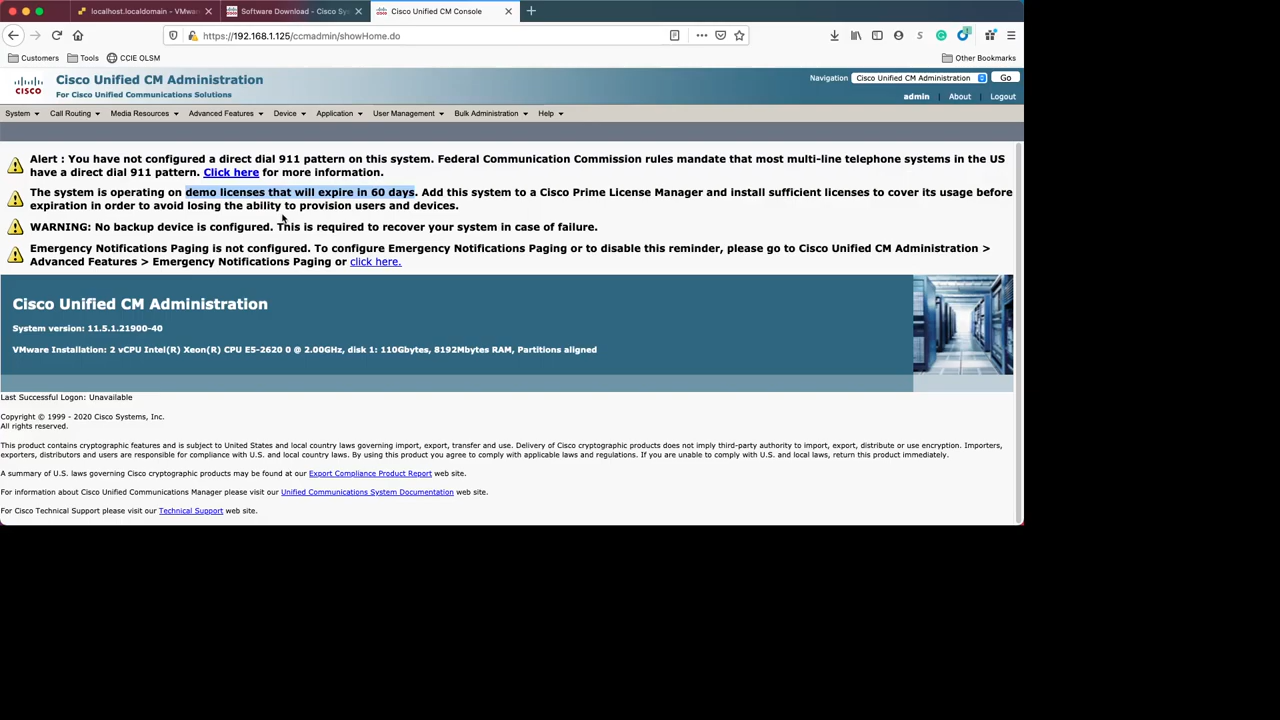 localhost.localdomain - VMwar
Software Download - Cisco Sys
Cisco Unified CM Console
https://192.168.1.125/ccmadmin/showHome.do
Customers Tools CCIE OLSM Other Bookmarks
CISCO
Cisco Unified CM Administration
For Cisco Unified Communications Solutions
Navigation Cisco Unified CM Administration Go
admin | About | Logout
System Call Routing Media Resources Advanced Features Device Application User Management Bulk Administration Help
Alert : You have not configured a direct dial 911 pattern on this system. Federal Communication Commission rules mandate that most multi-line telephone systems in the US
have a direct dial 911 pattern. Click here for more information.
The system is operating on demo licenses that will expire in 60 days. Add this system to a Cisco Prime License Manager and install sufficient licenses to cover its usage before
expiration in order to avoid losing the ability to provision users and devices.
WARNING: No backup device is configured. This is required to recover your system in case of failure.
Emergency Notifications Paging is not configured. To configure Emergency Notifications Paging or to disable this reminder, please go to Cisco Unified CM Administration >
Advanced Features > Emergency Notifications Paging or click here.
Cisco Unified CM Administration
System version: 11.5.1.21900-40
VMware Installation: 2 vCPU Intel(R) Xeon(R) CPU E5-2620 0 @ 2.00GHz, disk 1: 110Gbytes, 8192Mbytes RAM, Partitions aligned
Last Successful Logon: Unavailable
Copyright © 1999 - 2020 Cisco Systems, Inc.
All rights reserved.
This product contains cryptographic features and is subject to United States and local country laws governing import, export, transfer and use. Delivery of Cisco cryptographic products does not imply third-party authority to import, export, distribute or use encryption. Importers,
exporters, distributors and users are responsible for compliance with U.S. and local country laws. By using this product you agree to comply with applicable laws and regulations. If you are unable to comply with U.S. and local laws, return this product immediately.
A summary of U.S. laws governing Cisco cryptographic products may be found at our Export Compliance Product Report web site.
For information about Cisco Unified Communications Manager please visit our Unified Communications System Documentation web site.
For Cisco Technical Support please visit our Technical Support web site.